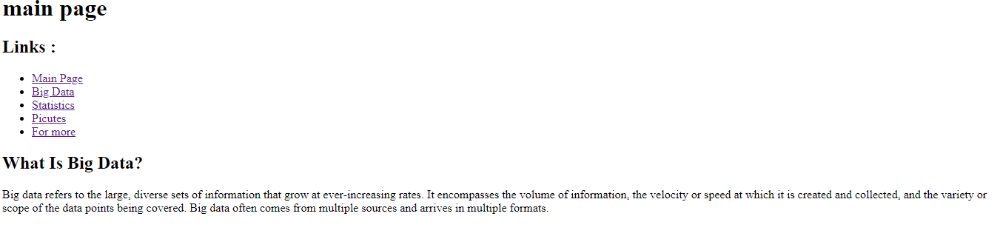 main page
Links :
Main Page
Big Data
Statistics
Picutes
For more
What Is Big Data?
Big data refers to the large, diverse sets of information that grow at ever-increasing rates. It encompasses the volume of information, the velocity or speed at which it is created and collected, and the variety or
scope of the data points being covered. Big data often comes from multiple sources and arrives in multiple formats.